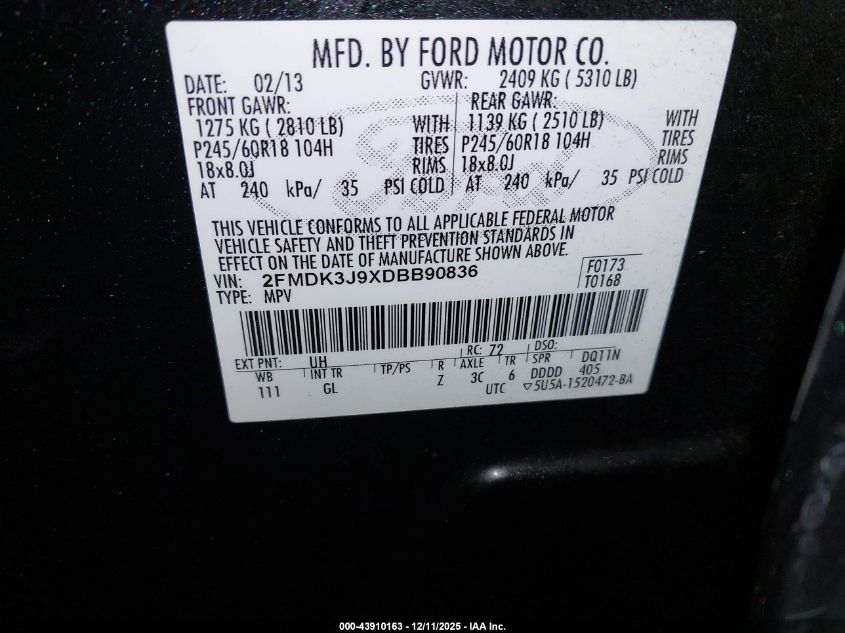 MFD. BY FORD MOTOR CO.
DATE: 02/13 GVWR: 2409 KG ( 5310 LB)
FRONT GAWR: REAR GAWR:
1275 KG ( 2810 LB) WITH 1139 KG ( 2510 LB) WITH
P245/60R18 104H TIRES P245/60R18 104H TIRES
18x8.0J RIMS 18x8.0J RIMS
AT 240 kPa/ 35 PSI COLD AT 240 kPa/ 35 PSI COLD
THIS VEHICLE CONFORMS TO ALL APPLICABLE FEDERAL MOTOR
VEHICLE SAFETY AND THEFT PREVENTION STANDARDS IN
EFFECT ON THE DATE OF MANUFACTURE SHOWN ABOVE.
VIN: 2FMDK3J9XDBB90836 F0173
TYPE: MPV T0168
EXT PNT: UH RC: 72 DSO:
WB INT TR TP/PS R AXLE TR SPR DQ11N
111 GL Z 3C 6 DDDD 405
UTC ▽5U5A-1520472-BA
000-43910163 - 12/11/2025 - IAA Inc.